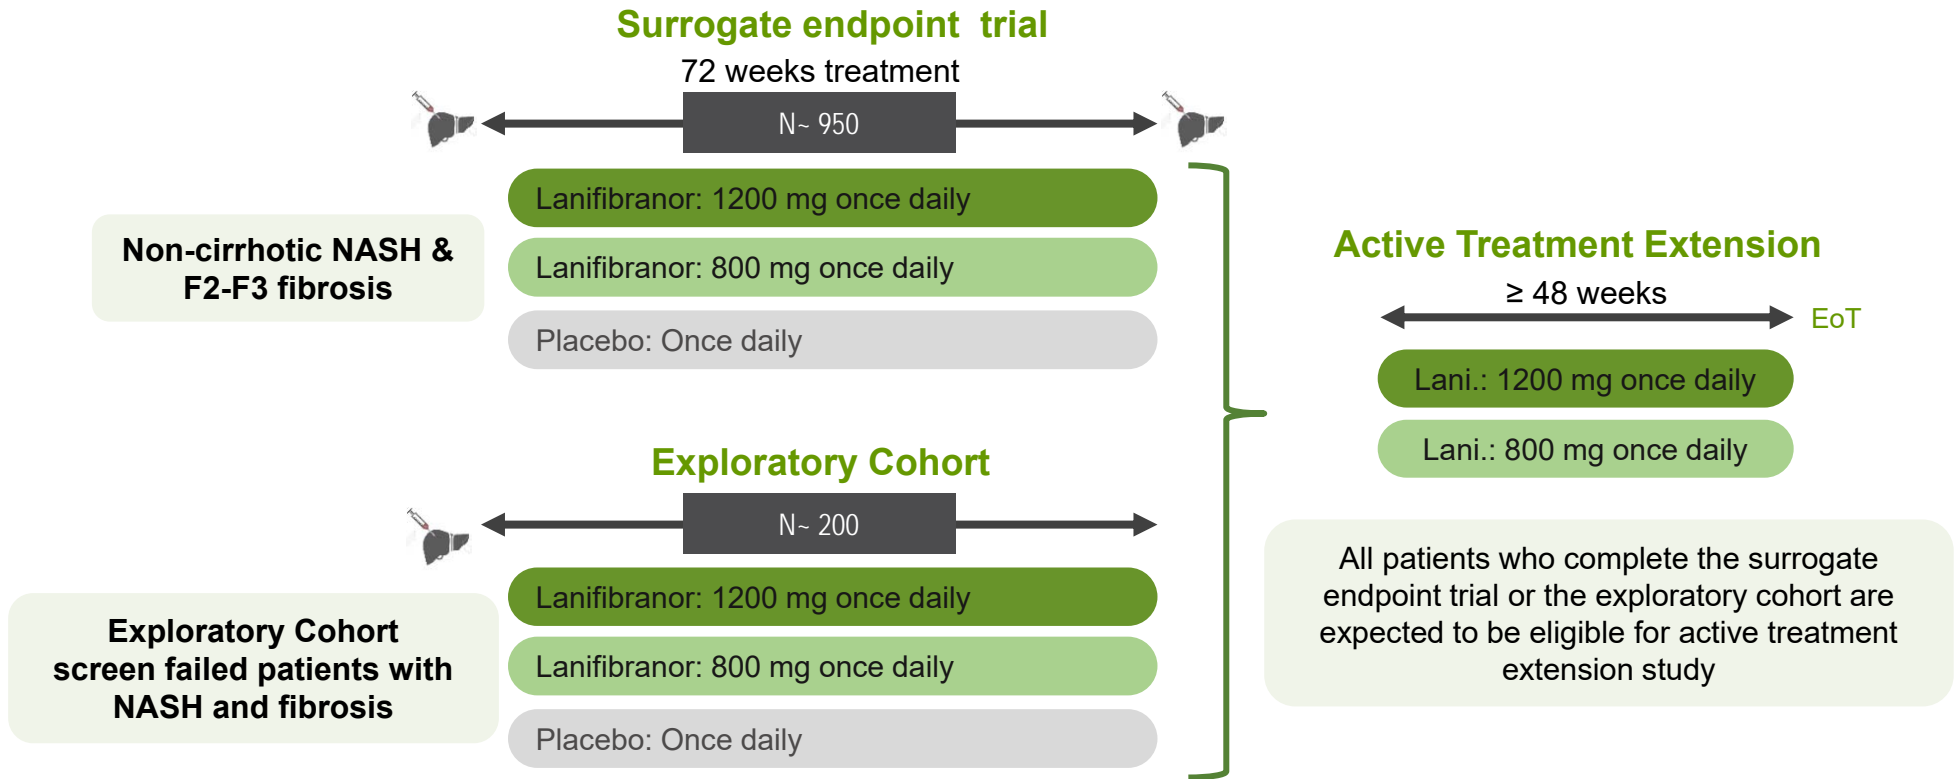 Surrogate endpoint trial
72 weeks treatment
N~ 950
Lanifibranor: 1200 mg once daily
Lanifibranor: 800 mg once daily
Placebo: Once daily
Non-cirrhotic NASH &
F2-F3 fibrosis
Exploratory Cohort
N~ 200
Lanifibranor: 1200 mg once daily
Lanifibranor: 800 mg once daily
Placebo: Once daily
Exploratory Cohort
screen failed patients with
NASH and fibrosis
Active Treatment Extension
≥ 48 weeks
EoT
Lani.: 1200 mg once daily
Lani.: 800 mg once daily
All patients who complete the surrogate
endpoint trial or the exploratory cohort are
expected to be eligible for active treatment
extension study